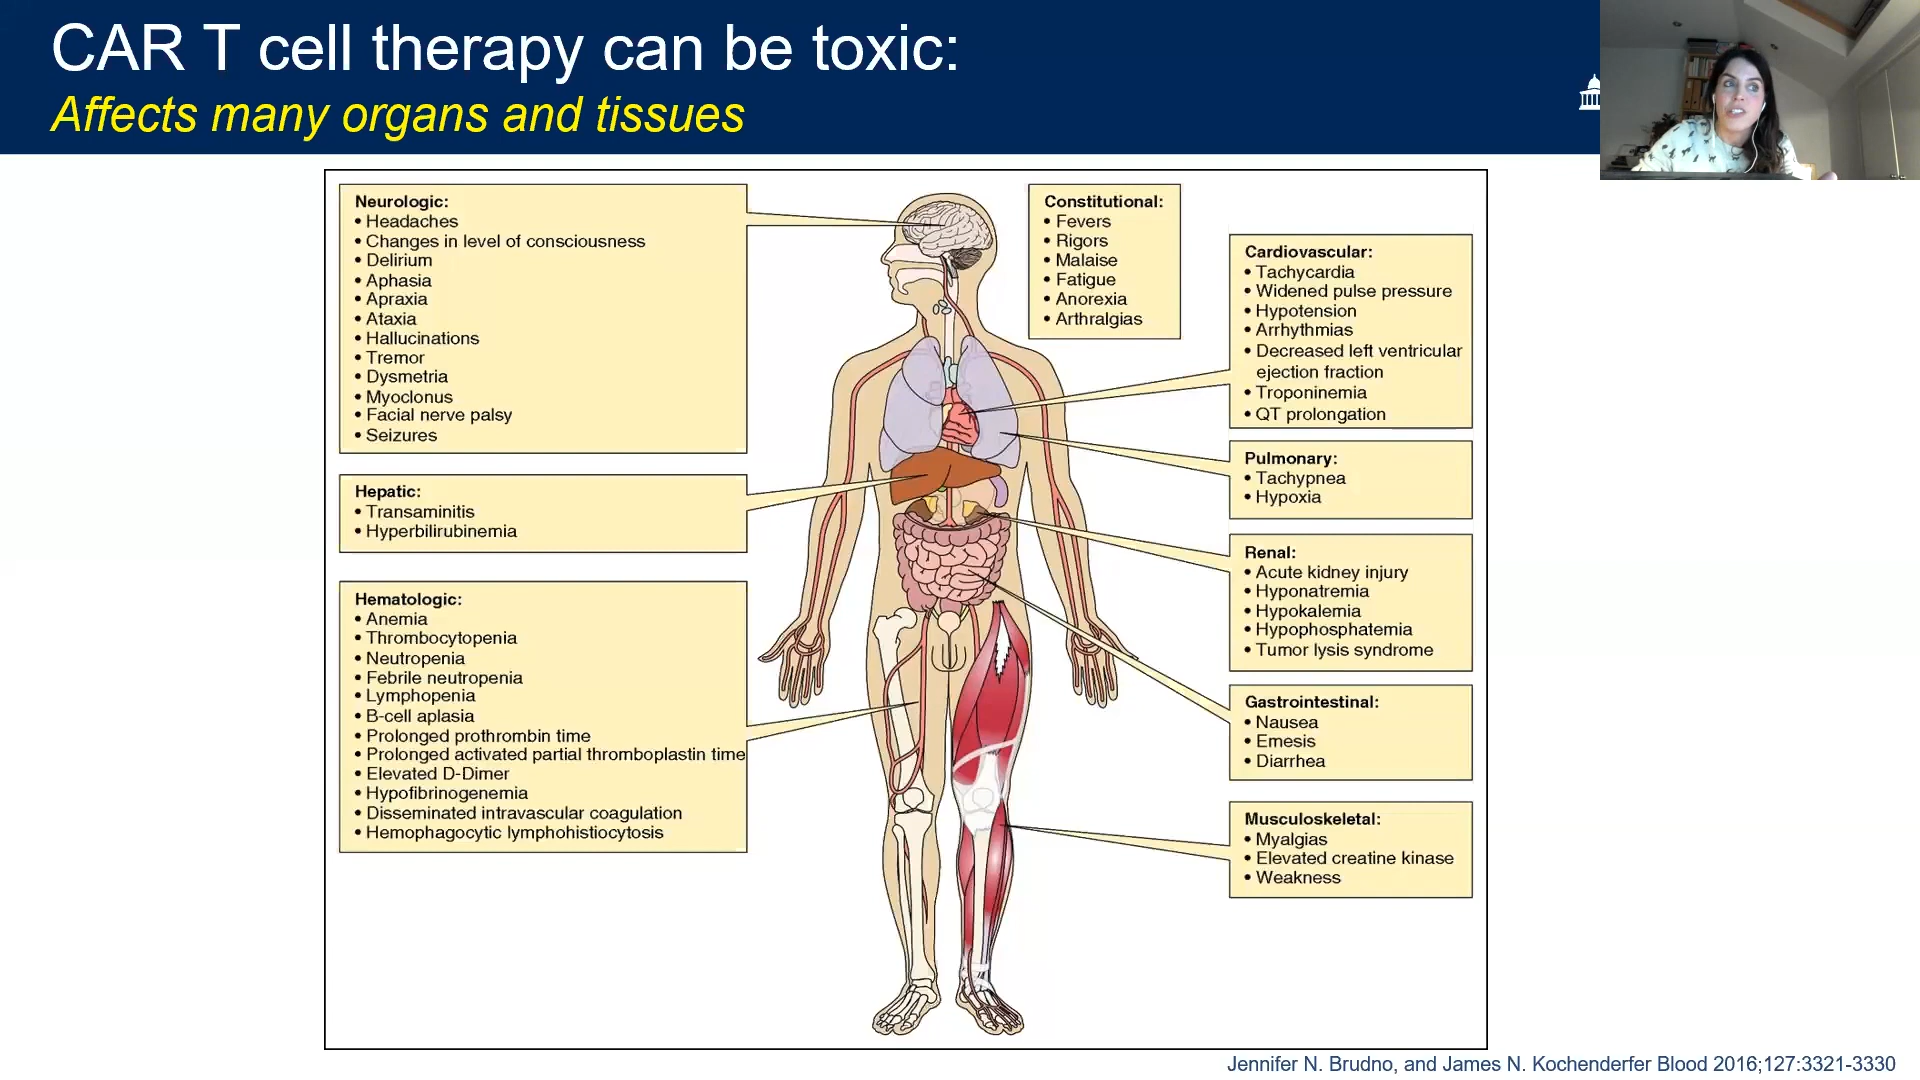 CAR T cell therapy can be toxic:
Affects many organs and tissues
Neurologic:
• Headaches
• Changes in level of consciousness
• Delirium
• Aphasia
• Apraxia
• Ataxia
• Hallucinations
• Tremor
• Dysmetria
• Myoclonus
• Facial nerve palsy
• Seizures
Hepatic:
• Transaminitis
• Hyperbilirubinemia
Hematologic:
• Anemia
• Thrombocytopenia
• Neutropenia
• Febrile neutropenia
• Lymphopenia
• B-cell aplasia
• Prolonged prothrombin time
• Prolonged activated partial thromboplastin time
• Elevated D-Dimer
• Hypofibrinogenemia
• Disseminated intravascular coagulation
• Hemophagocytic lymphohistiocytosis
Constitutional:
• Fevers
• Rigors
• Malaise
• Fatigue
• Anorexia
• Arthralgias
Cardiovascular:
• Tachycardia
• Widened pulse pressure
• Hypotension
• Arrhythmias
• Decreased left ventricular
ejection fraction
• Troponinemia
• QT prolongation
Pulmonary:
• Tachypnea
• Hypoxia
Renal:
• Acute kidney injury
• Hyponatremia
• Hypokalemia
• Hypophosphatemia
• Tumor lysis syndrome
Gastrointestinal:
• Nausea
• Emesis
• Diarrhea
Musculoskeletal:
• Myalgias
• Elevated creatine kinase
• Weakness
Jennifer N. Brudno, and James N. Kochenderfer Blood 2016;127:3321-3330